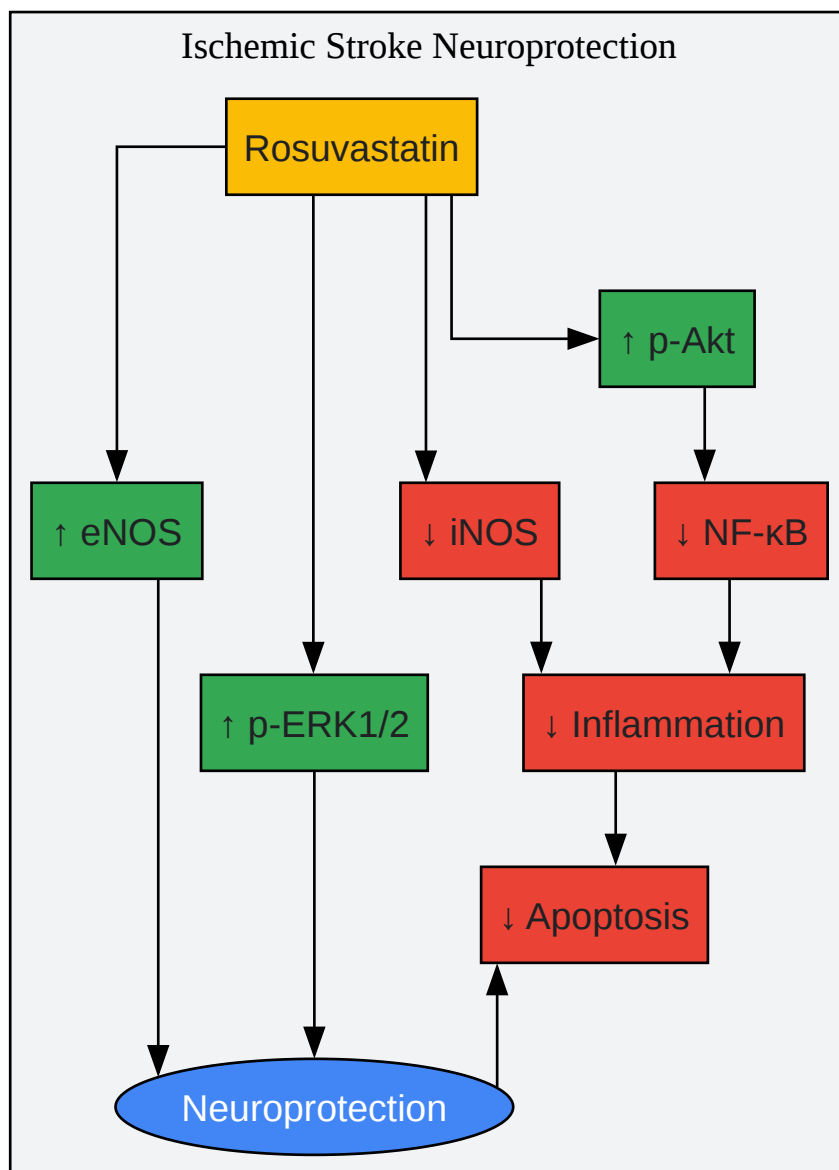 Ischemic Stroke Neuroprotection
Rosuvastatin
↑ p-Akt
↑ eNOS
↓ iNOS
↓ NF-κB
↑ p-ERK1/2
↓ Inflammation
↓ Apoptosis
Neuroprotection